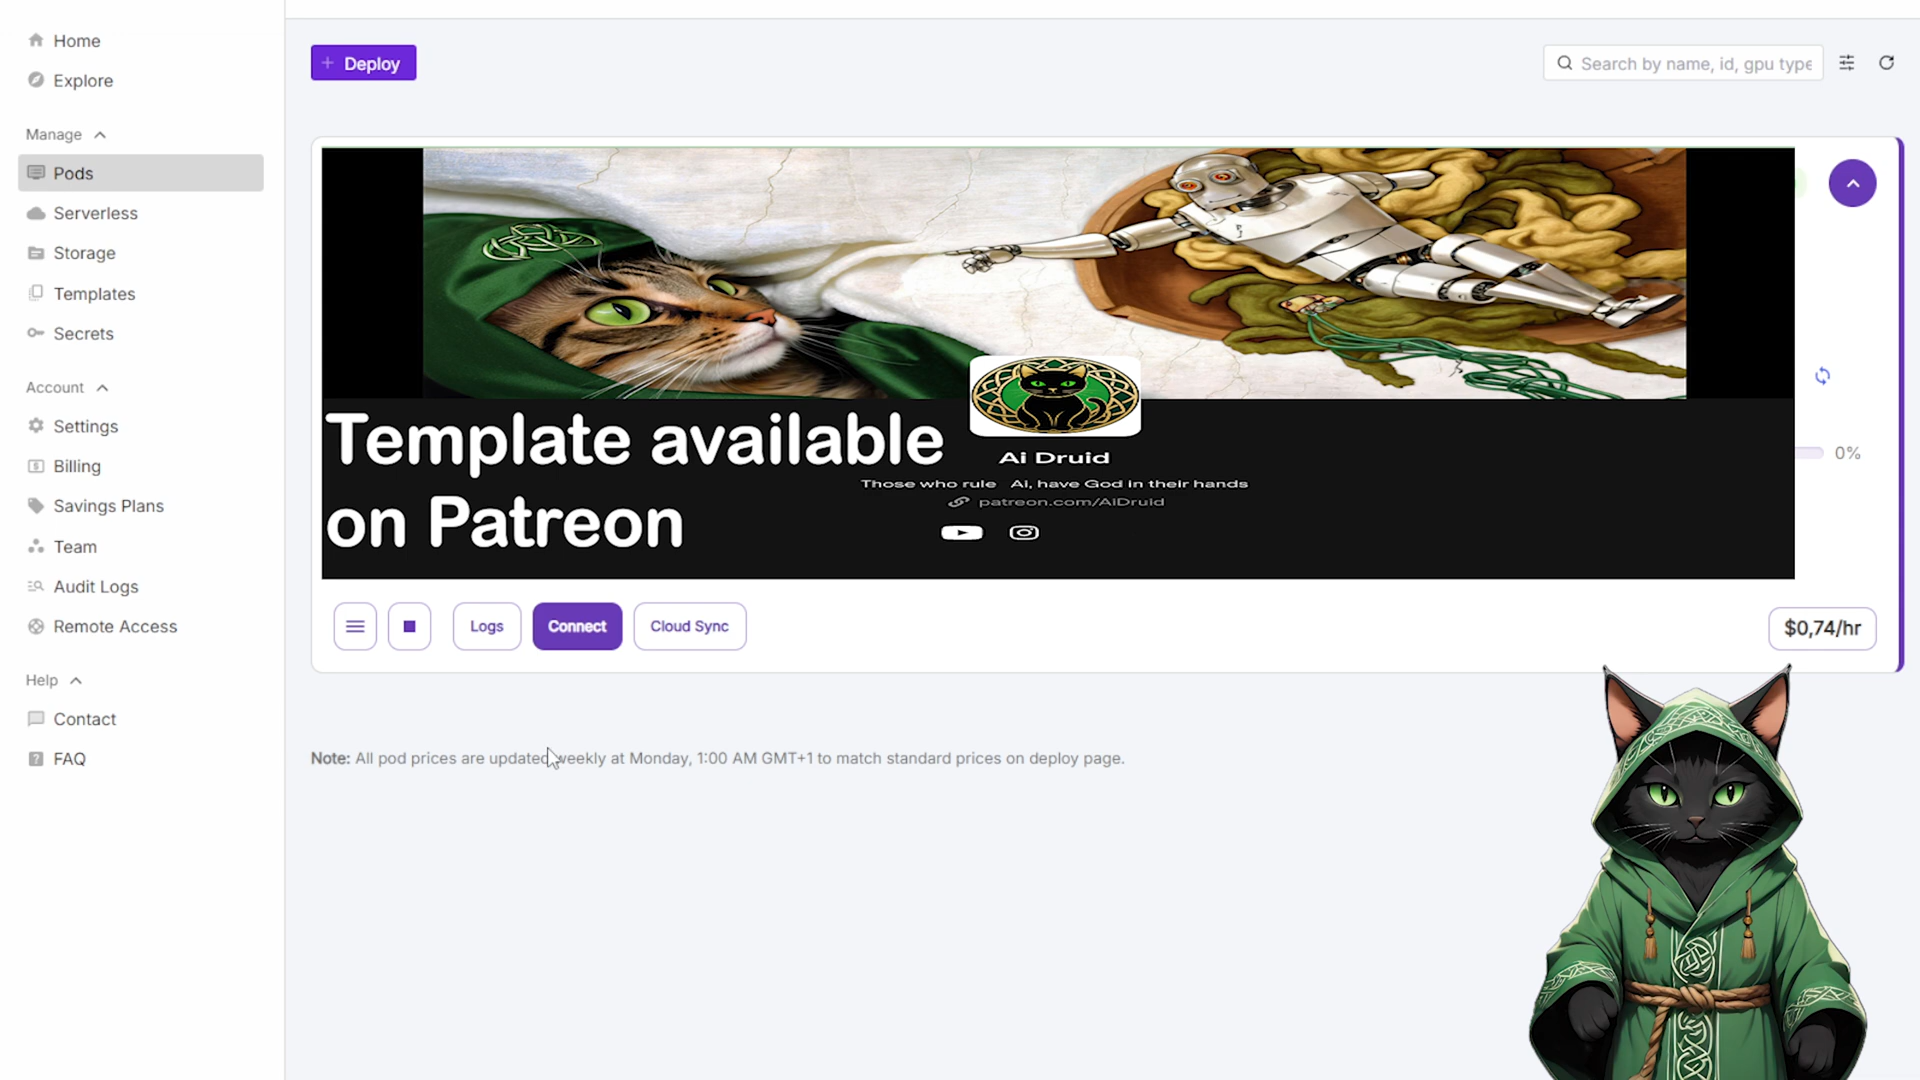 Home
Explore
Manage
Pods
Serverless
Storage
Templates
Secrets
Account
Settings
Billing
Savings Plans
Team
Audit Logs
Remote Access
Help
Contact
FAQ
+ Deploy
Search by name, id, gpu type
Template available
on Patreon
Ai Druid
Those who rule Ai, have God in their hands
patreon.com/AiDruid
0%
Logs
Connect
Cloud Sync
$0,74/hr
Note: All pod prices are updated weekly at Monday, 1:00 AM GMT+1 to match standard prices on deploy page.